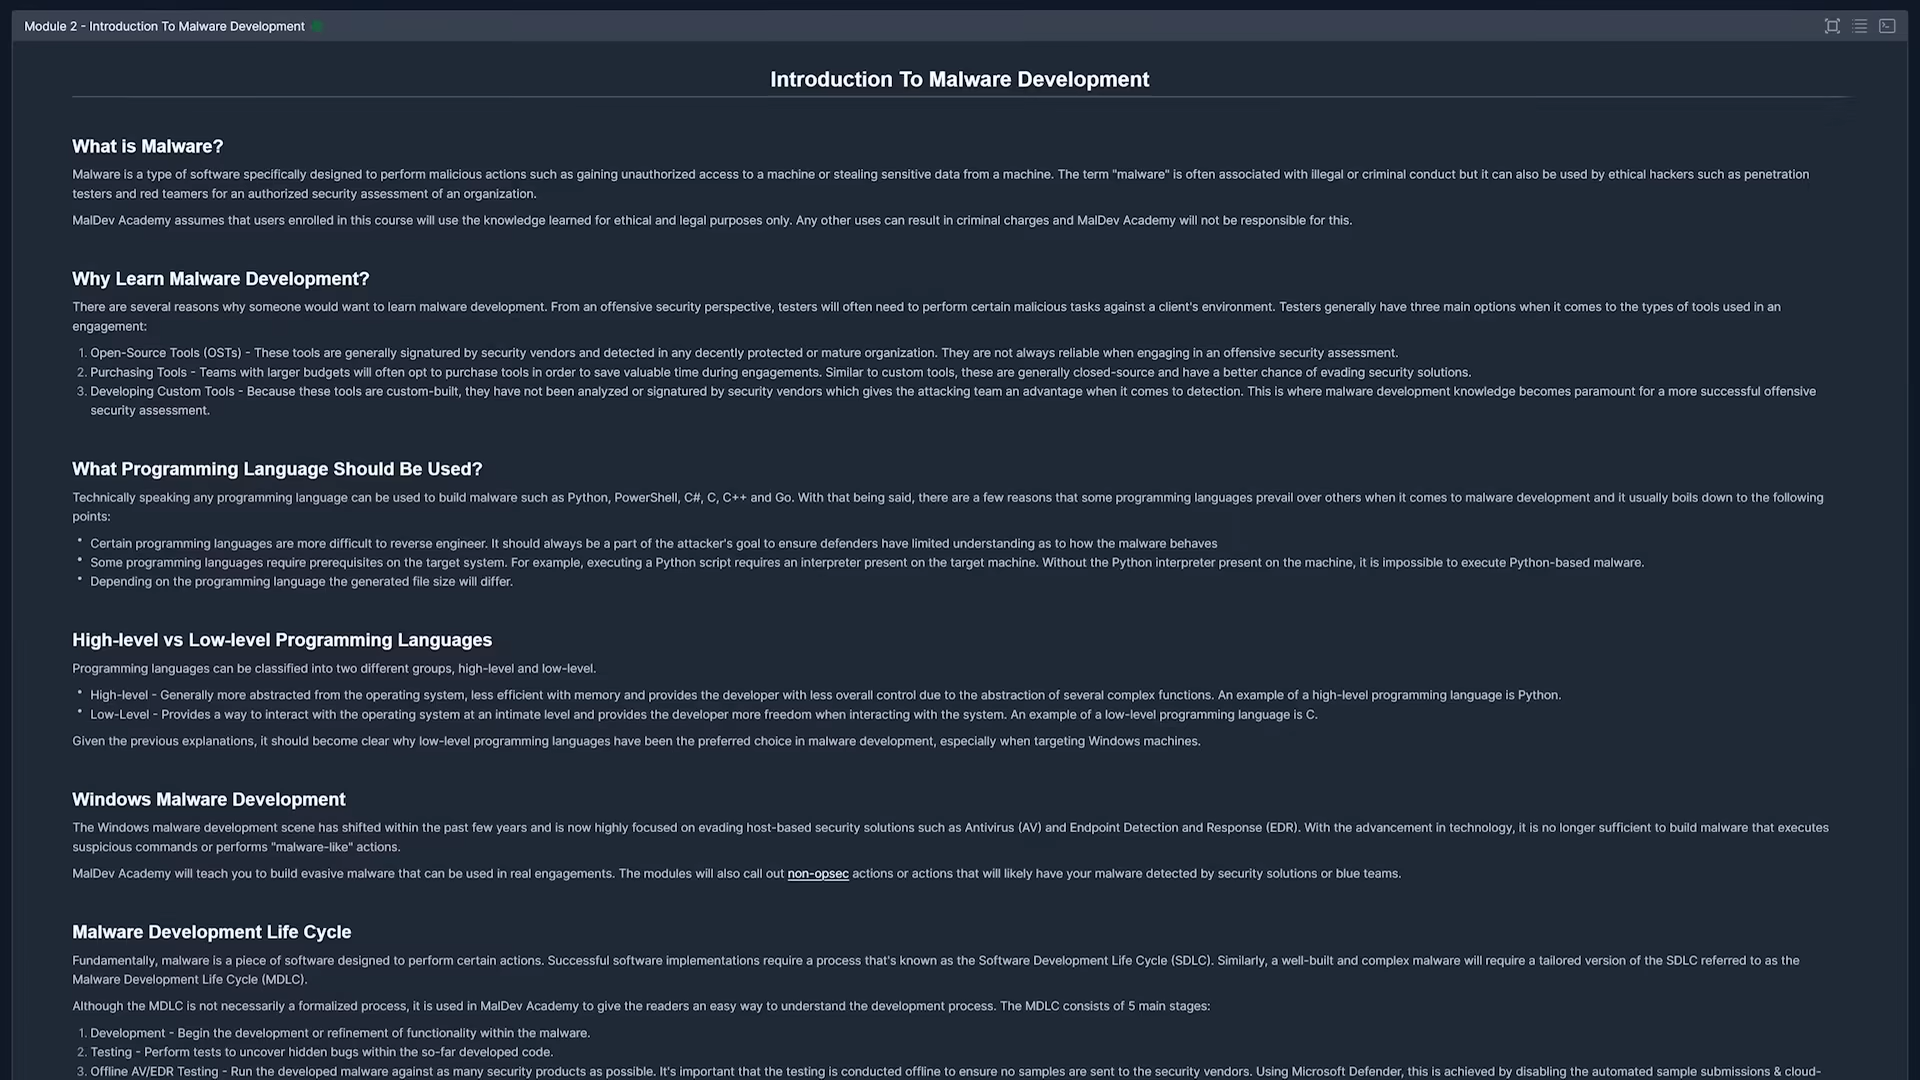 Module 2 - Introduction To Malware Development
Introduction To Malware Development
What is Malware?
Malware is a type of software specifically designed to perform malicious actions such as gaining unauthorized access to a machine or stealing sensitive data from a machine. The term "malware" is often associated with illegal or criminal conduct but it can also be used by ethical hackers such as penetration
testers and red teamers for an authorized security assessment of an organization.
MalDev Academy assumes that users enrolled in this course will use the knowledge learned for ethical and legal purposes only. Any other uses can result in criminal charges and MalDev Academy will not be responsible for this.
Why Learn Malware Development?
There are several reasons why someone would want to learn malware development. From an offensive security perspective, testers will often need to perform certain malicious tasks against a client's environment. Testers generally have three main options when it comes to the types of tools used in an
engagement:
1. Open-Source Tools (OSTs) - These tools are generally signatured by security vendors and detected in any decently protected or mature organization. They are not always reliable when engaging in an offensive security assessment.
2. Purchasing Tools - Teams with larger budgets will often opt to purchase tools in order to save valuable time during engagements. Similar to custom tools, these are generally closed-source and have a better chance of evading security solutions.
3. Developing Custom Tools - Because these tools are custom-built, they have not been analyzed or signatured by security vendors which gives the attacking team an advantage when it comes to detection. This is where malware development knowledge becomes paramount for a more successful offensive
security assessment.
What Programming Language Should Be Used?
Technically speaking any programming language can be used to build malware such as Python, PowerShell, C#, C, C++ and Go. With that being said, there are a few reasons that some programming languages prevail over others when it comes to malware development and it usually boils down to the following
points:
• Certain programming languages are more difficult to reverse engineer. It should always be a part of the attacker's goal to ensure defenders have limited understanding as to how the malware behaves
• Some programming languages require prerequisites on the target system. For example, executing a Python script requires an interpreter present on the target machine. Without the Python interpreter present on the machine, it is impossible to execute Python-based malware.
• Depending on the programming language the generated file size will differ.
High-level vs Low-level Programming Languages
Programming languages can be classified into two different groups, high-level and low-level.
• High-level - Generally more abstracted from the operating system, less efficient with memory and provides the developer with less overall control due to the abstraction of several complex functions. An example of a high-level programming language is Python.
• Low-Level - Provides a way to interact with the operating system at an intimate level and provides the developer more freedom when interacting with the system. An example of a low-level programming language is C.
Given the previous explanations, it should become clear why low-level programming languages have been the preferred choice in malware development, especially when targeting Windows machines.
Windows Malware Development
The Windows malware development scene has shifted within the past few years and is now highly focused on evading host-based security solutions such as Antivirus (AV) and Endpoint Detection and Response (EDR). With the advancement in technology, it is no longer sufficient to build malware that executes
suspicious commands or performs "malware-like" actions.
MalDev Academy will teach you to build evasive malware that can be used in real engagements. The modules will also call out non-opsec actions or actions that will likely have your malware detected by security solutions or blue teams.
Malware Development Life Cycle
Fundamentally, malware is a piece of software designed to perform certain actions. Successful software implementations require a process that's known as the Software Development Life Cycle (SDLC). Similarly, a well-built and complex malware will require a tailored version of the SDLC referred to as the
Malware Development Life Cycle (MDLC).
Although the MDLC is not necessarily a formalized process, it is used in MalDev Academy to give the readers an easy way to understand the development process. The MDLC consists of 5 main stages:
1. Development - Begin the development or refinement of functionality within the malware.
2. Testing - Perform tests to uncover hidden bugs within the so-far developed code.
3. Offline AV/EDR Testing - Run the developed malware against as many security products as possible. It's important that the testing is conducted offline to ensure no samples are sent to the security vendors. Using Microsoft Defender, this is achieved by disabling the automated sample submissions & cloud-